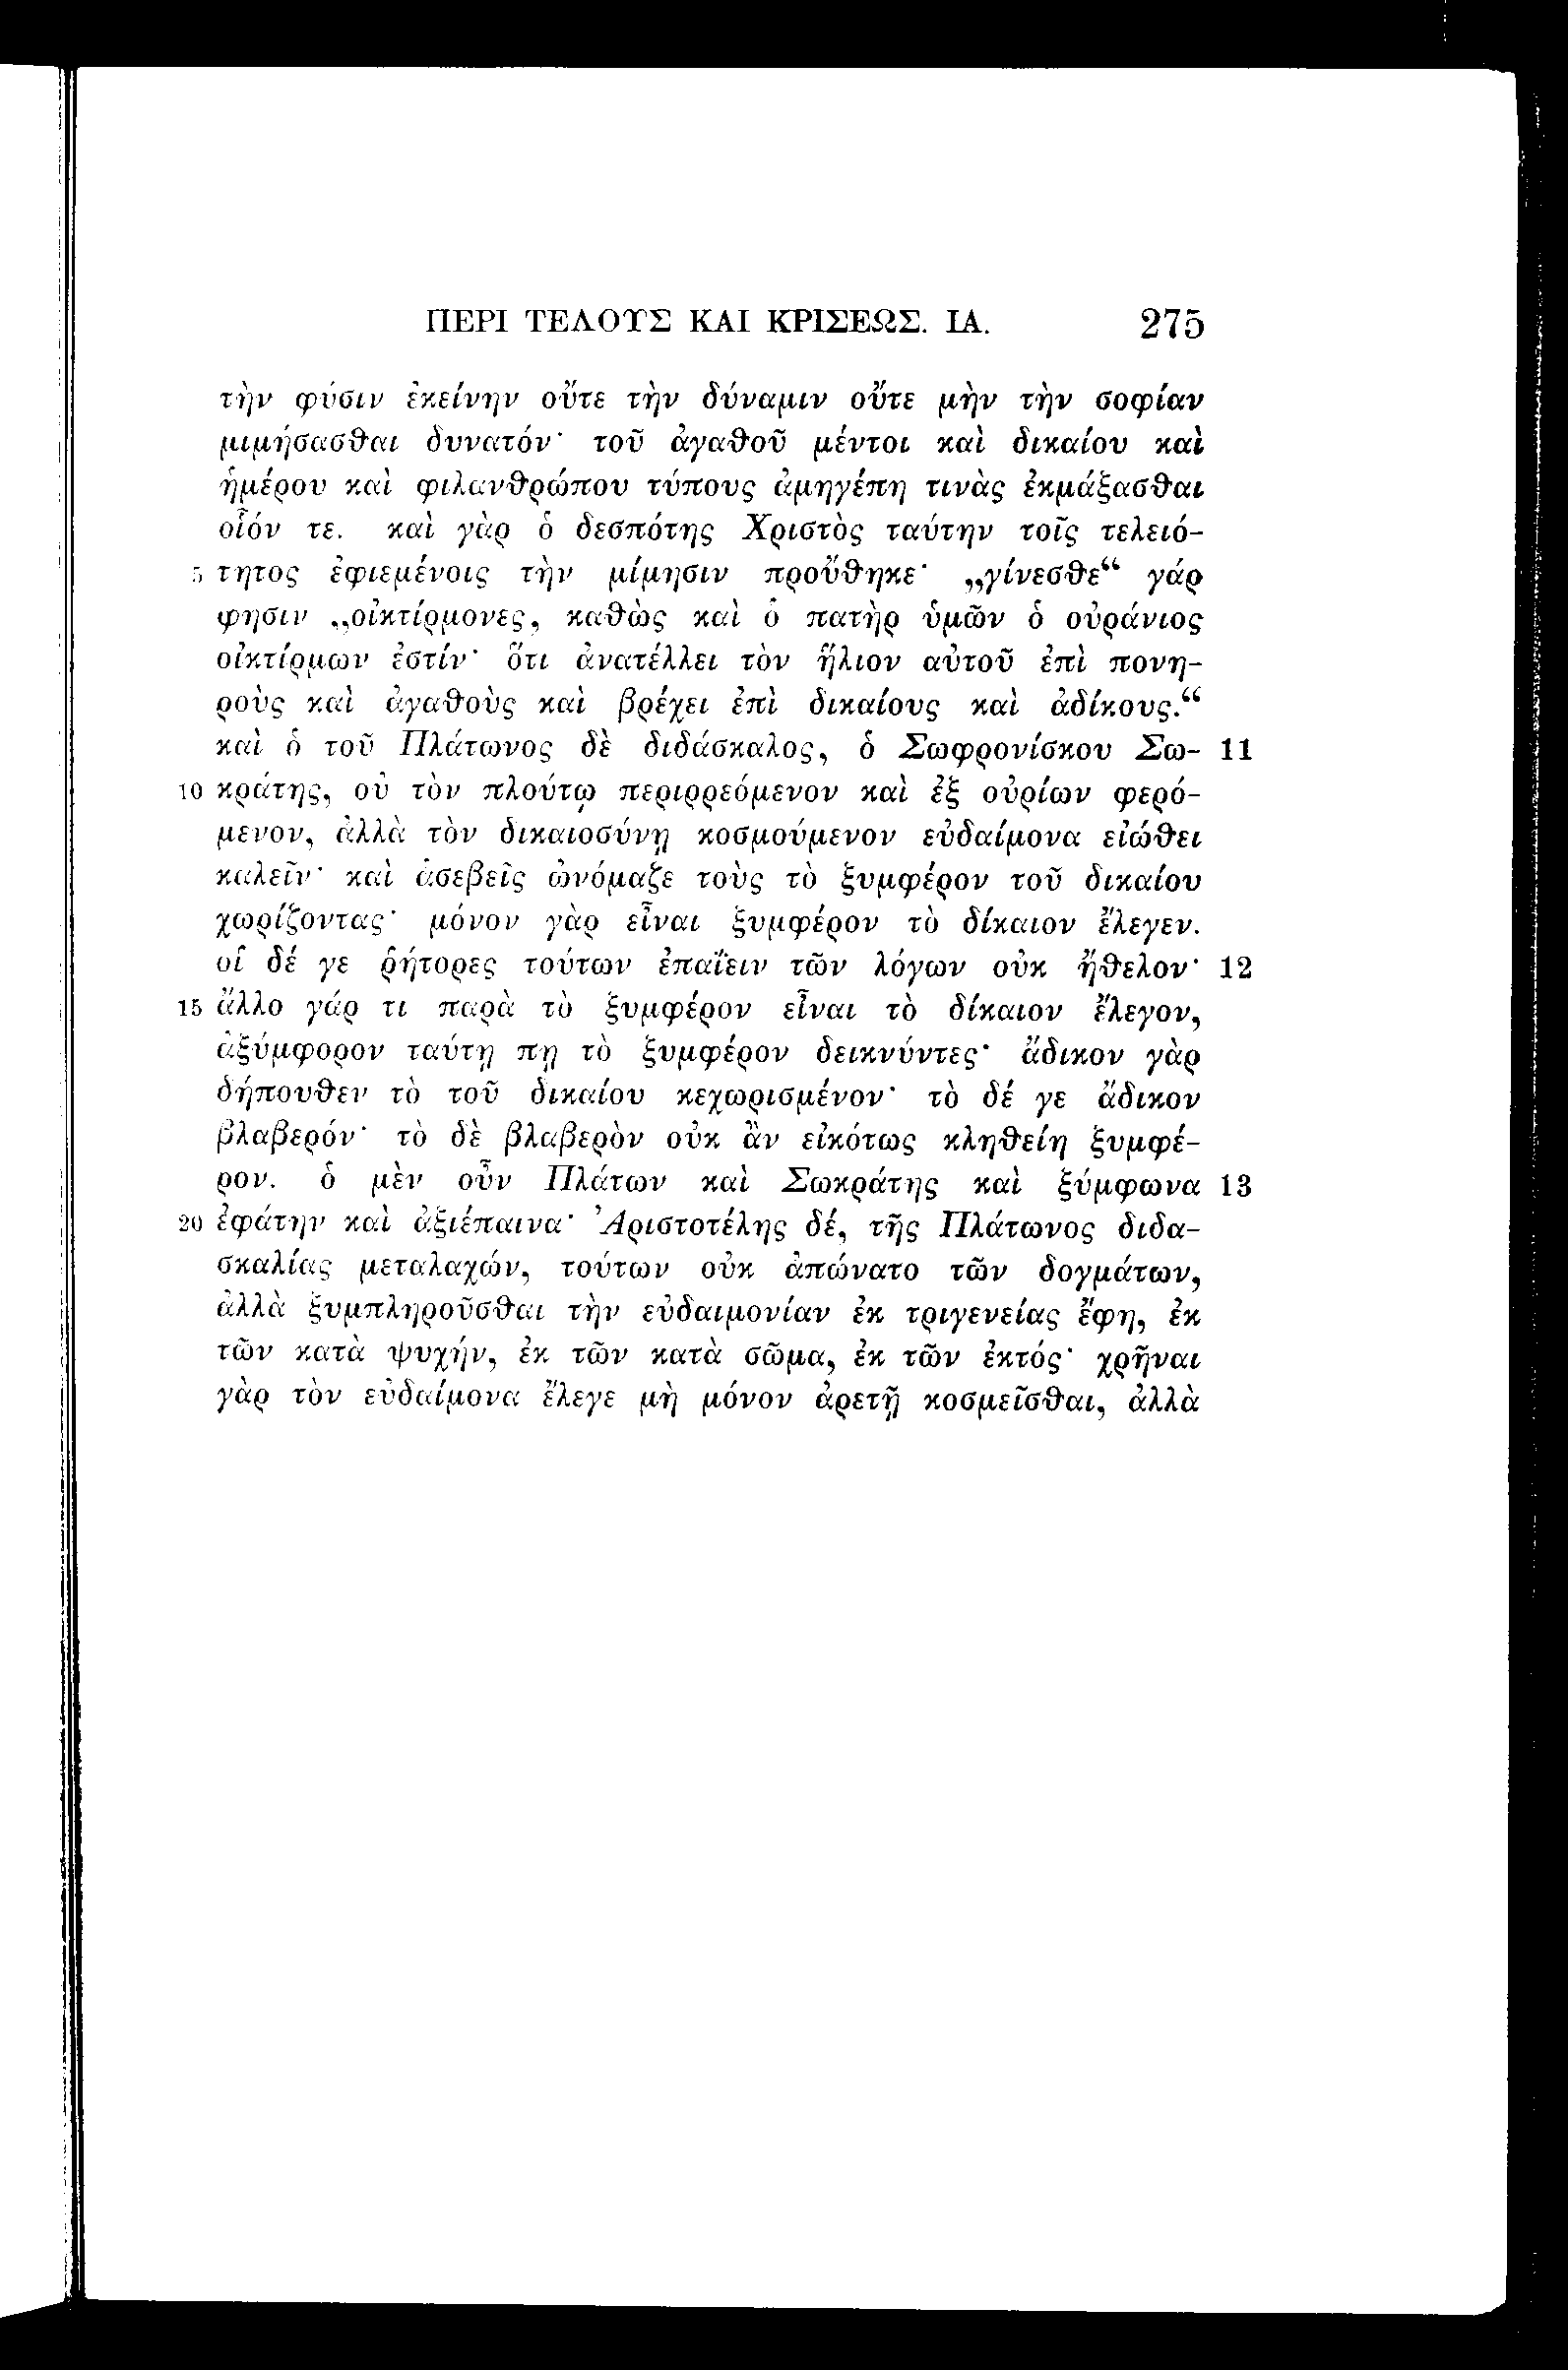 ΠΕΡΙ ΤΕΛΟΥΣ ΚΑΙ ΚΡΙΣΕΩΣ. ΙΑ. 275
τὴν φύσιν ἐκείνην οὔτε τὴν δύναμιν οὔτε μὴν τὴν σοφίαν
μιμήσασθαι δυνατόν· τοῦ ἀγαθοῦ μέντοι καὶ δικαίου καὶ
ἡμέρου καὶ φιλανθρώπου τύπους ἁμηγέπη τινὰς ἐκμάξασθαι
οἷόν τε. καὶ γὰρ ὁ δεσπότης Χριστὸς ταύτην τοῖς τελειό-
5 τητος ἐφιεμένοις τὴν μίμησιν προὔθηκε· „γίνεσθε“ γάρ
φησιν „οἰκτίρμονες, καθὼς καὶ ὁ πατὴρ ὑμῶν ὁ οὐράνιος
οἰκτίρμων ἐστίν· ὅτι ἀνατέλλει τὸν ἥλιον αὐτοῦ ἐπὶ πονη-
ροὺς καὶ ἀγαθοὺς καὶ βρέχει ἐπὶ δικαίους καὶ ἀδίκους.“
καὶ ὁ τοῦ Πλάτωνος δὲ διδάσκαλος, ὁ Σωφρονίσκου Σω- 11
10 κράτης, οὐ τὸν πλούτῳ περιρρεόμενον καὶ ἐξ οὐρίων φερό-
μενον, ἀλλὰ τὸν δικαιοσύνῃ κοσμούμενον εὐδαίμονα εἰώθει
καλεῖν· καὶ ἀσεβεῖς ὠνόμαζε τοὺς τὸ ξυμφέρον τοῦ δικαίου
χωρίζοντας· μόνον γὰρ εἶναι ξυμφέρον τὸ δίκαιον ἔλεγεν.
οἱ δέ γε ῥήτορες τούτων ἐπαΐειν τῶν λόγων οὐκ ἤθελον· 12
15 ἄλλο γάρ τι παρὰ τὸ ξυμφέρον εἶναι τὸ δίκαιον ἔλεγον,
ἀξύμφορον ταύτῃ πῃ τὸ ξυμφέρον δεικνύντες· ἄδικον γὰρ
δήπουθεν τὸ τοῦ δικαίου κεχωρισμένον· τὸ δέ γε ἄδικον
βλαβερόν· τὸ δὲ βλαβερὸν οὐκ ἂν εἰκότως κληθείη ξυμφέ-
ρον. ὁ μὲν οὖν Πλάτων καὶ Σωκράτης καὶ ξύμφωνα 13
20 ἐφάτην καὶ ἀξιέπαινα· Ἀριστοτέλης δέ, τῆς Πλάτωνος διδα-
σκαλίας μεταλαχών, τούτων οὐκ ἀπώνατο τῶν δογμάτων,
ἀλλὰ ξυμπληροῦσθαι τὴν εὐδαιμονίαν ἐκ τριγενείας ἔφη, ἐκ
τῶν κατὰ ψυχήν, ἐκ τῶν κατὰ σῶμα, ἐκ τῶν ἐκτός· χρῆναι
γὰρ τὸν εὐδαίμονα ἔλεγε μὴ μόνον ἀρετῇ κοσμεῖσθαι, ἀλλὰ